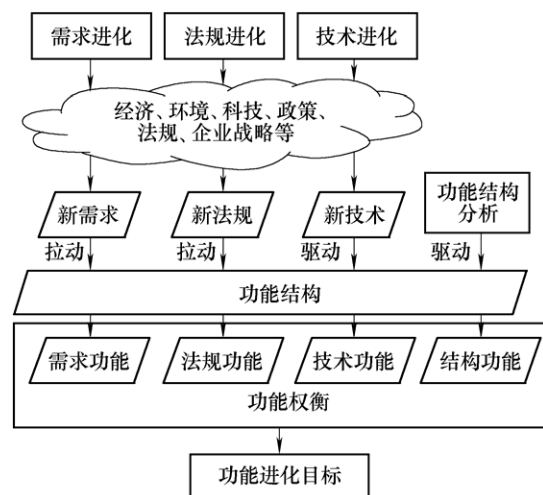 需求进化
法规进化
技术进化
经济、环境、科技、政策、
法规、企业战略等
新需求
新法规
新技术
功能结构
分析
拉动
拉动
驱动
驱动
功能结构
需求功能
法规功能
技术功能
结构功能
功能权衡
功能进化目标